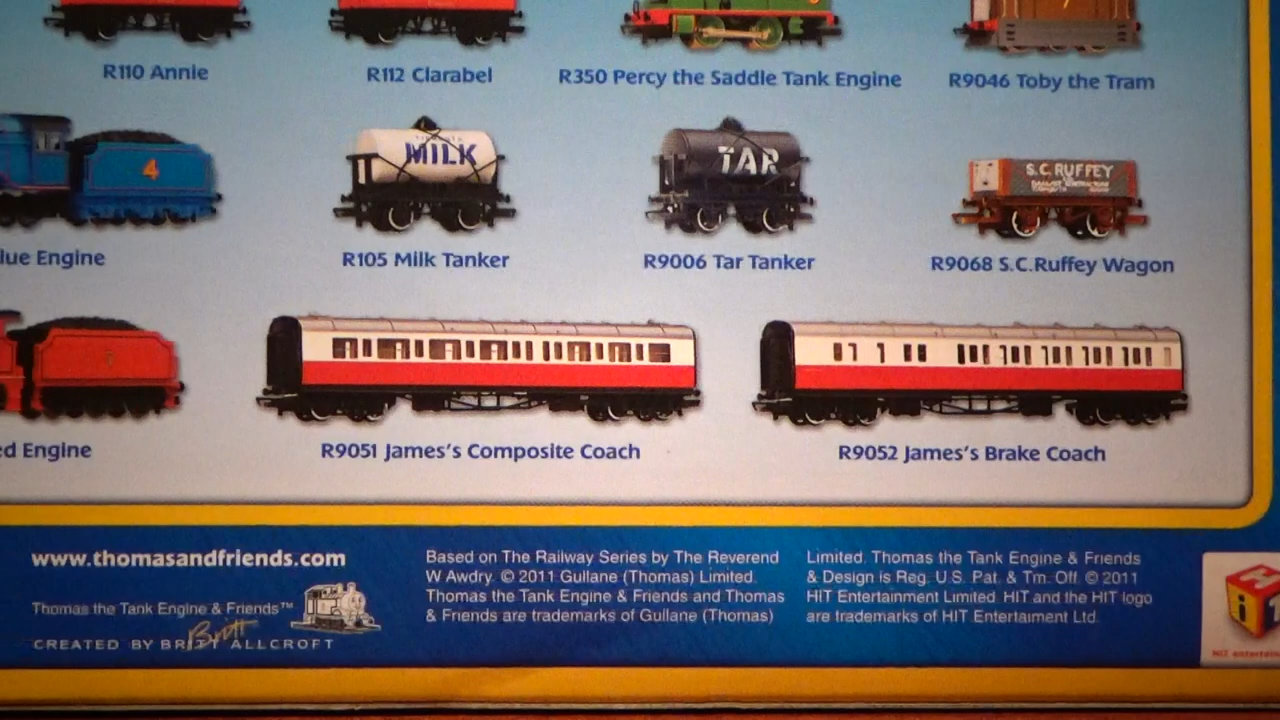 R110 Annie
R112 Clarabel
R350 Percy the Saddle Tank Engine
R9046 Toby the Tram
4
MILK
TAR
S.C.RUFFEY
lue Engine
R105 Milk Tanker
R9006 Tar Tanker
R9068 S.C.Ruffey Wagon
ed Engine
R9051 James's Composite Coach
R9052 James's Brake Coach
www.thomasandfriends.com
Thomas the Tank Engine & Friends™
CREATED BY BRITT ALLCROFT
Britt
Based on The Railway Series by The Reverend
W Awdry. © 2011 Gullane (Thomas) Limited.
Thomas the Tank Engine & Friends and Thomas
& Friends are trademarks of Gullane (Thomas)
Limited. Thomas the Tank Engine & Friends
& Design is Reg. U.S. Pat. & Tm. Off. © 2011
HIT Entertainment Limited. HIT and the HIT logo
are trademarks of HIT Entertaiment Ltd.
HiT
HiT entertain